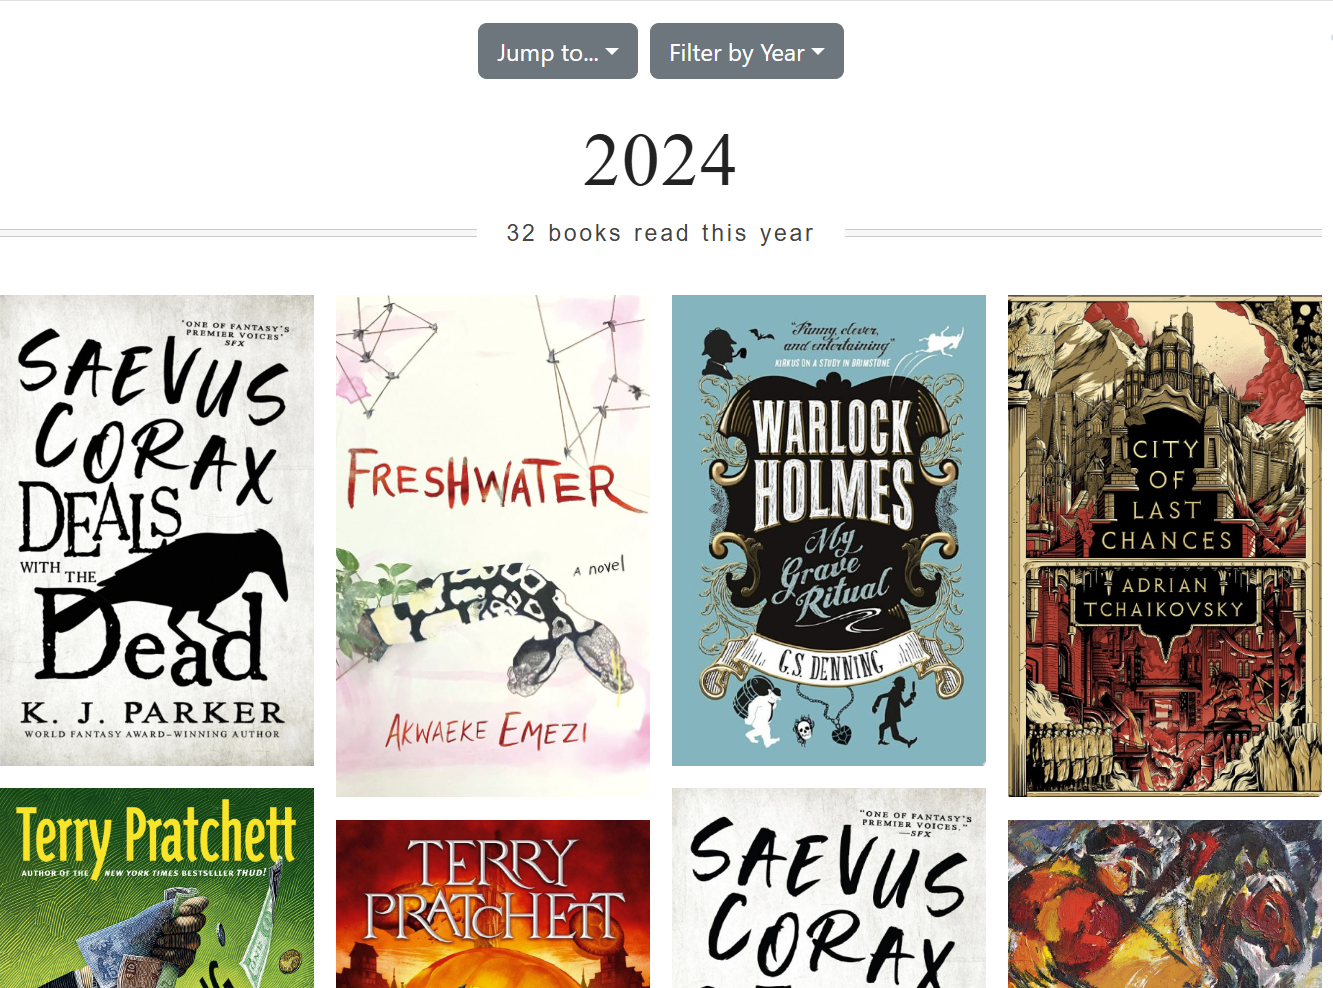 Jump to...
Filter by Year
2024
32 books read this year
"ONE OF FANTASY'S
PREMIER VOICES"
SFX
SAEVUS
CORAX
DEALS
WITH THE
Dead
K. J. PARKER
WORLD FANTASY AWARD–WINNING AUTHOR
FRESHWATER
A novel
AKWAEKE EMEZI
"Funny, clever,
and entertaining"
KIRKUS ON A STUDY IN BRIMSTONE
WARLOCK
HOLMES
My
Grave
Ritual
G.S. DENNING
CITY
OF
LAST
CHANCES
ADRIAN
TCHAIKOVSKY
Terry Pratchett
AUTHOR OF THE NEW YORK TIMES BESTSELLER THUD!
TERRY
PRATCHETT
"ONE OF FANTASY'S
PREMIER VOICES."
—SFX
SAEVUS
CORAX